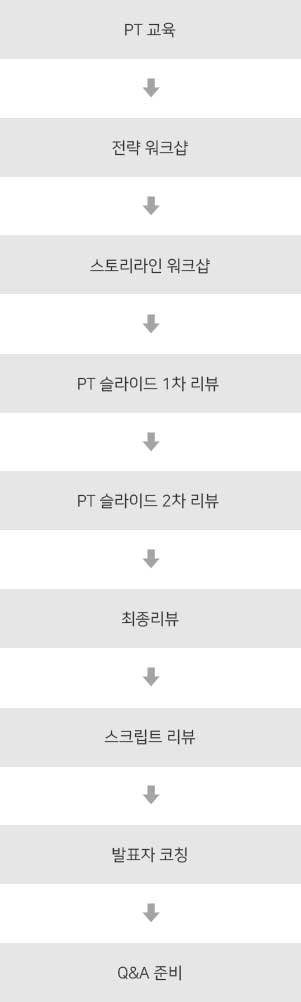 PT 교육
전략 워크샵
스토리라인 워크샵
PT 슬라이드 1차 리뷰
PT 슬라이드 2차 리뷰
최종리뷰
스크립트 리뷰
발표자 코칭
Q&A 준비